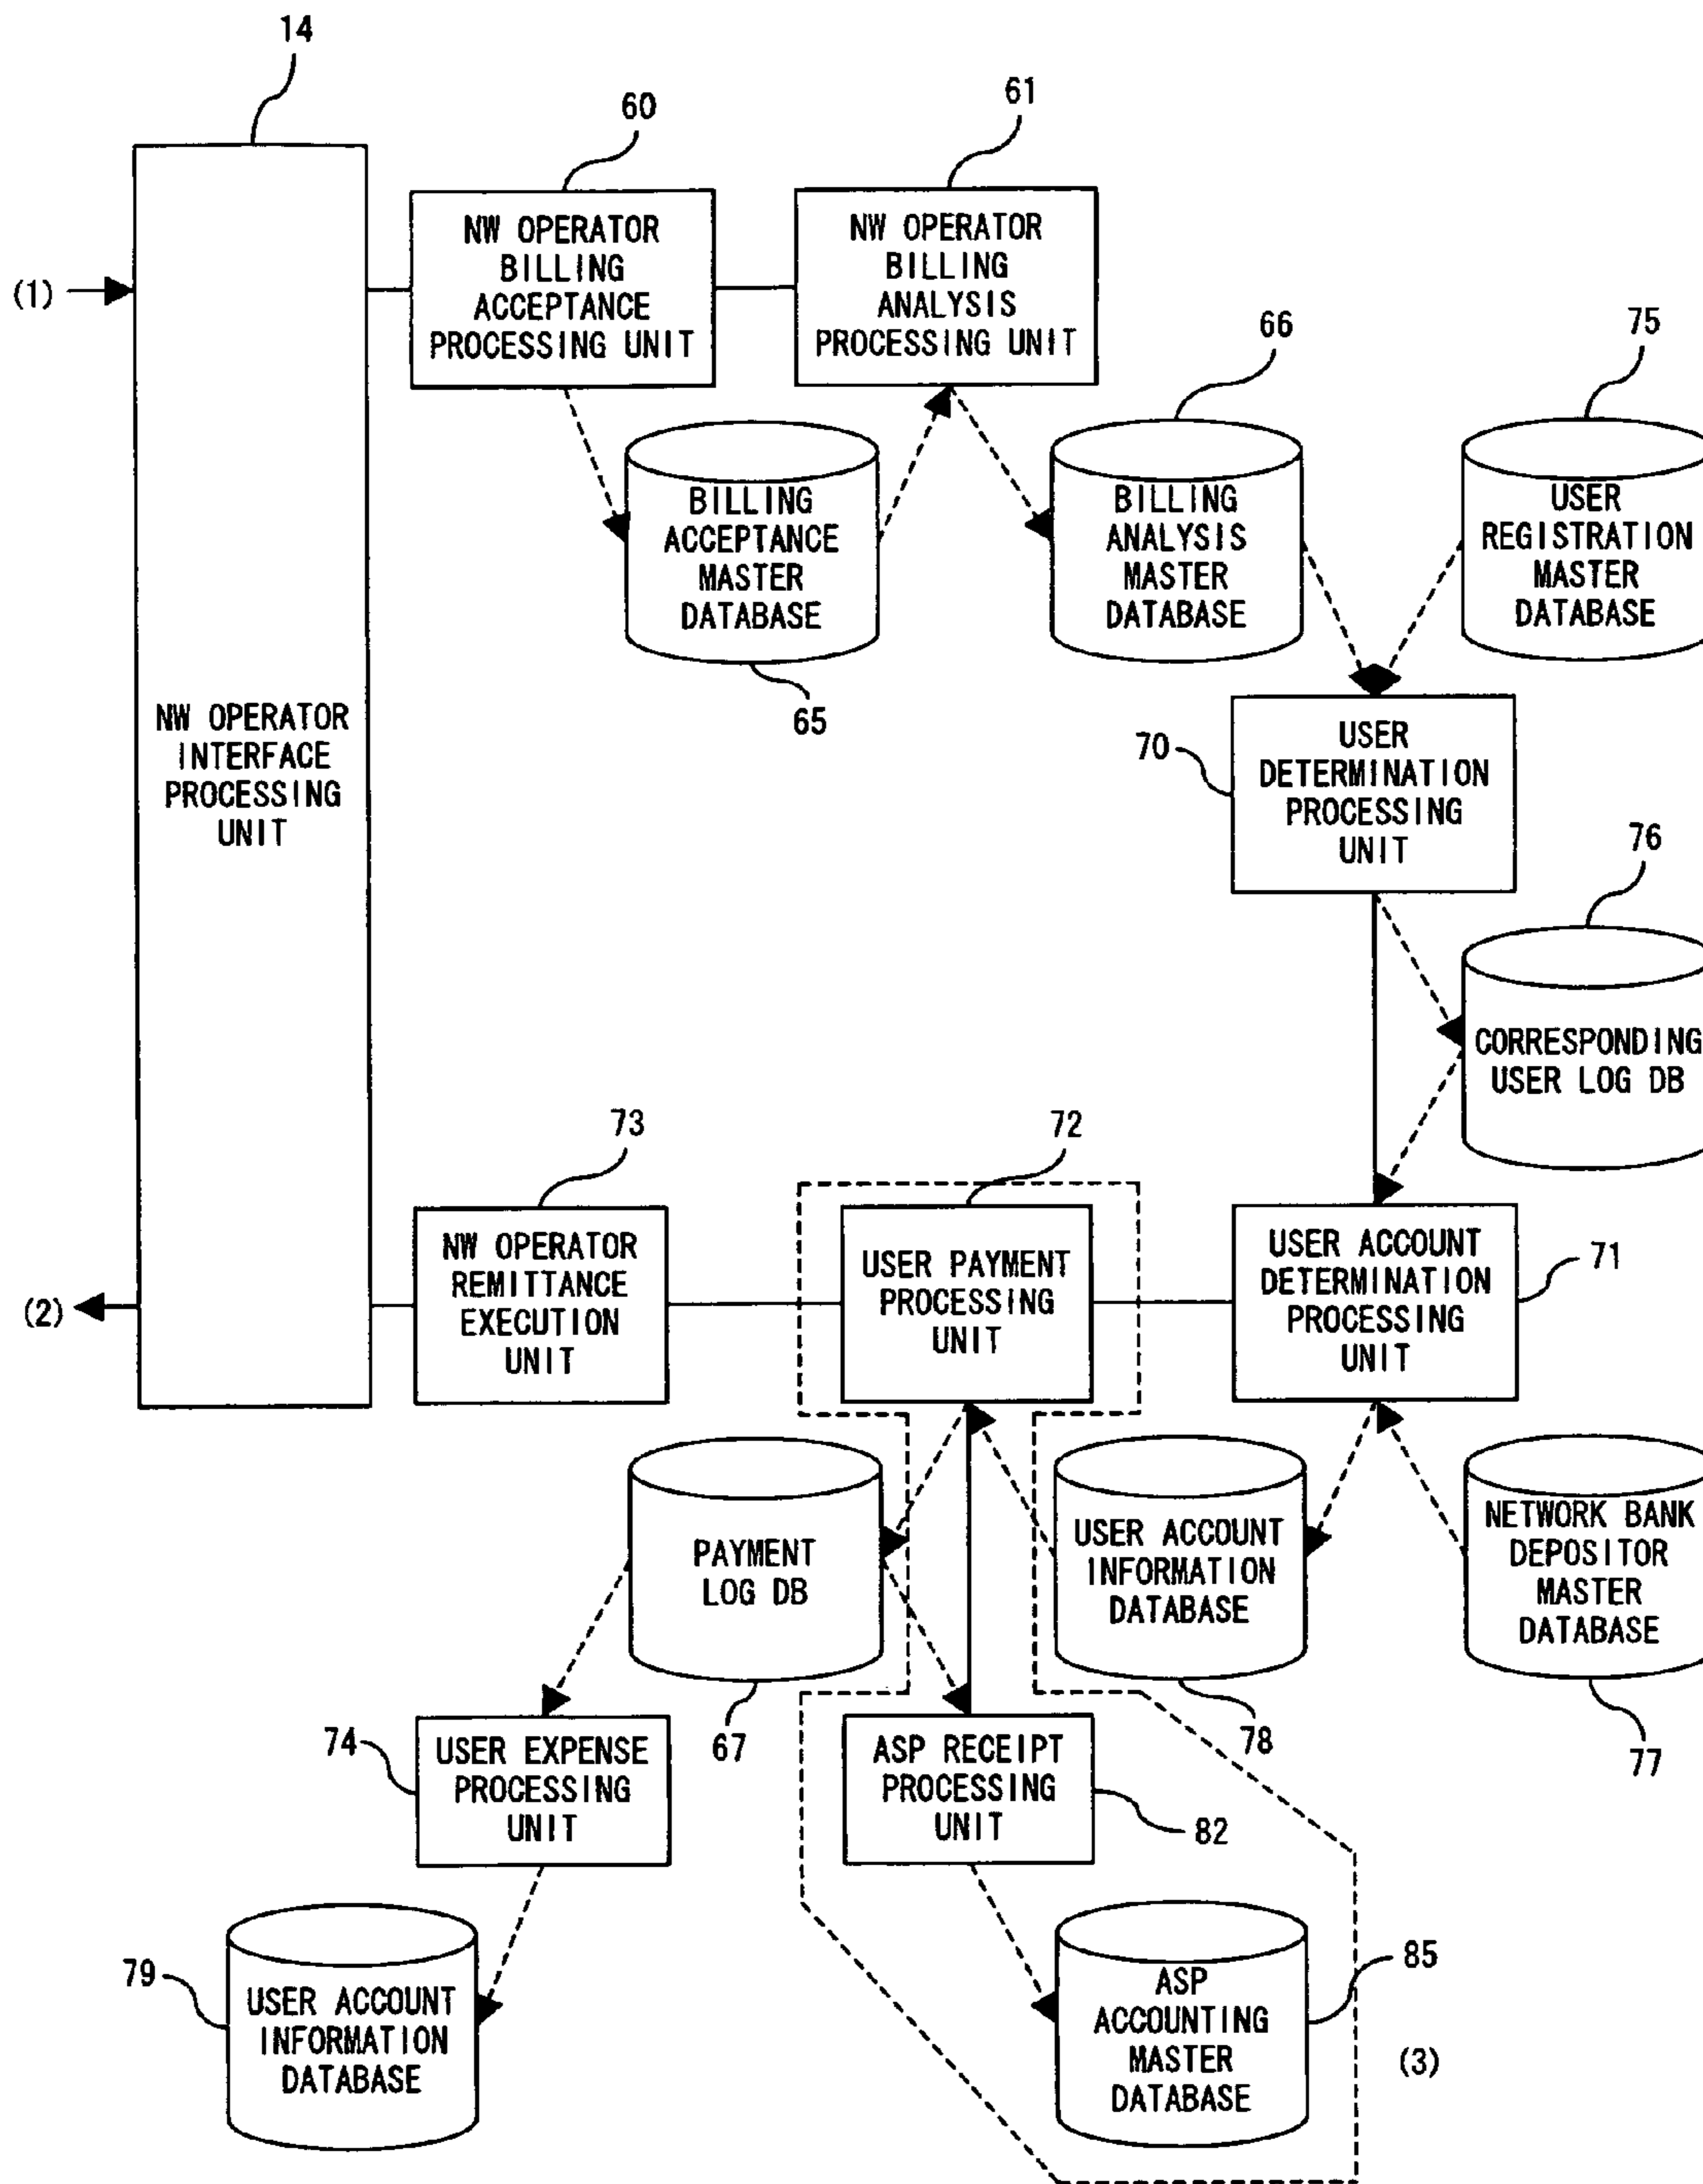 14
60
61
NW OPERATOR
BILLING
ACCEPTANCE
PROCESSING UNIT
NW OPERATOR
BILLING
ANALYSIS
PROCESSING UNIT
(1)
66
75
BILLING
ACCEPTANCE
MASTER
DATABASE
BILLING
ANALYSIS
MASTER
DATABASE
USER
REGISTRATION
MASTER
DATABASE
65
NW OPERATOR
INTERFACE
PROCESSING
UNIT
70
USER
DETERMINATION
PROCESSING
UNIT
76
CORRESPONDING
USER LOG DB
73
72
NW OPERATOR
REMITTANCE
EXECUTION
UNIT
USER PAYMENT
PROCESSING
UNIT
USER ACCOUNT
DETERMINATION
PROCESSING
UNIT
71
(2)
PAYMENT
LOG DB
USER ACCOUNT
INFORMATION
DATABASE
NETWORK BANK
DEPOSITOR
MASTER
DATABASE
74
67
78
77
USER EXPENSE
PROCESSING
UNIT
ASP RECEIPT
PROCESSING
UNIT
82
79
USER ACCOUNT
INFORMATION
DATABASE
ASP
ACCOUNTING
MASTER
DATABASE
85
(3)